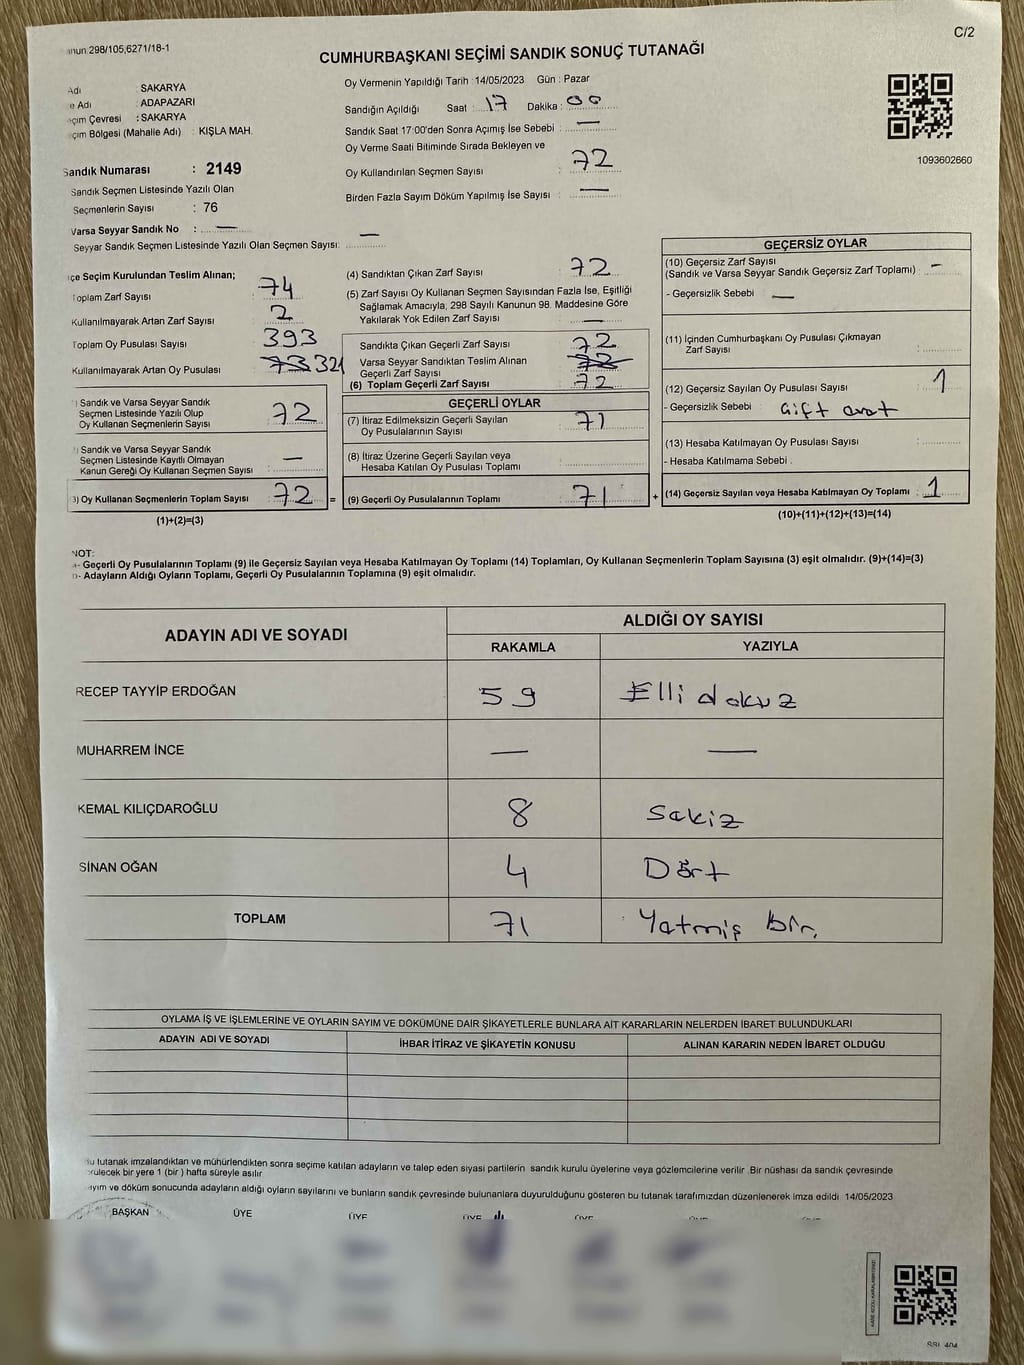 anun 298/105,6271/18-1
C/2
CUMHURBAŞKANI SEÇİMİ SANDIK SONUÇ TUTANAĞI
Adı : SAKARYA
e Adı : ADAPAZARI
çim Çevresi : SAKARYA
çim Bölgesi (Mahalle Adı) : KIŞLA MAH.
Sandık Numarası : 2149
Sandık Seçmen Listesinde Yazılı Olan
Seçmenlerin Sayısı : 76
Varsa Seyyar Sandık No : —
Seyyar Sandık Seçmen Listesinde Yazılı Olan Seçmen Sayısı: —
Oy Vermenin Yapıldığı Tarih : 14/05/2023 Gün : Pazar
Sandığın Açıldığı Saat : 17 Dakika : 00
Sandık Saat 17:00'den Sonra Açımış İse Sebebi : —
Oy Verme Saati Bitiminde Sırada Bekleyen ve
Oy Kullandırılan Seçmen Sayısı : 72
Birden Fazla Sayım Döküm Yapılmış İse Sayısı : —
1093602660
içe Seçim Kurulundan Teslim Alınan;
Toplam Zarf Sayısı : 74
Kullanılmayarak Artan Zarf Sayısı : 2
Toplam Oy Pusulası Sayısı : 393
Kullanılmayarak Artan Oy Pusulası : 73 321
) Sandık ve Varsa Seyyar Sandık
Seçmen Listesinde Yazılı Olup
Oy Kullanan Seçmenlerin Sayısı : 72
) Sandık ve Varsa Seyyar Sandık
Seçmen Listesinde Kayıtlı Olmayan
Kanun Gereği Oy Kullanan Seçmen Sayısı : —
3) Oy Kullanan Seçmenlerin Toplam Sayısı : 72 =
(1)+(2)=(3)
(4) Sandıktan Çıkan Zarf Sayısı : 72
(5) Zarf Sayısı Oy Kullanan Seçmen Sayısından Fazla İse, Eşitliği
Sağlamak Amacıyla, 298 Sayılı Kanunun 98. Maddesine Göre
Yakılarak Yok Edilen Zarf Sayısı : —
Sandıkta Çıkan Geçerli Zarf Sayısı : 72
Varsa Seyyar Sandıktan Teslim Alınan
Geçerli Zarf Sayısı : 72
(6) Toplam Geçerli Zarf Sayısı : 72
GEÇERLİ OYLAR
(7) İtiraz Edilmeksizin Geçerli Sayılan
Oy Pusulalarının Sayısı : 71
(8) İtiraz Üzerine Geçerli Sayılan veya
Hesaba Katılan Oy Pusulası Toplamı
(9) Geçerli Oy Pusulalarının Toplamı : 71 +
GEÇERSİZ OYLAR
(10) Geçersiz Zarf Sayısı
(Sandık ve Varsa Seyyar Sandık Geçersiz Zarf Toplamı) : —
- Geçersizlik Sebebi : —
(11) İçinden Cumhurbaşkanı Oy Pusulası Çıkmayan
Zarf Sayısı :
(12) Geçersiz Sayılan Oy Pusulası Sayısı : 1
- Geçersizlik Sebebi : Gift avat
(13) Hesaba Katılmayan Oy Pusulası Sayısı :
- Hesaba Katılmama Sebebi .
(14) Geçersiz Sayılan veya Hesaba Katılmayan Oy Toplamı : 1
(10)+(11)+(12)+(13)=(14)
NOT:
a- Geçerli Oy Pusulalarının Toplamı (9) ile Geçersiz Sayılan veya Hesaba Katılmayan Oy Toplamı (14) Toplamları, Oy Kullanan Seçmenlerin Toplam Sayısına (3) eşit olmalıdır. (9)+(14)=(3)
b- Adayların Aldığı Oyların Toplamı, Geçerli Oy Pusulalarının Toplamına (9) eşit olmalıdır.
ADAYIN ADI VE SOYADI
ALDIĞI OY SAYISI
RAKAMLA YAZIYLA
RECEP TAYYİP ERDOĞAN 59 Elli dokuz
MUHARREM İNCE — —
KEMAL KILIÇDAROĞLU 8 Sekiz
SİNAN OĞAN 4 Dört
TOPLAM 71 Yetmiş bir.
OYLAMA İŞ VE İŞLEMLERİNE VE OYLARIN SAYIM VE DÖKÜMÜNE DAİR ŞİKAYETLERLE BUNLARA AİT KARARLARIN NELERDEN İBARET BULUNDUKLARI
ADAYIN ADI VE SOYADI İHBAR İTİRAZ VE ŞİKAYETİN KONUSU ALINAN KARARIN NEDEN İBARET OLDUĞU
Bu tutanak imzalandıktan ve mühürlendikten sonra seçime katılan adayların ve talep eden siyasi partilerin sandık kurulu üyelerine veya gözlemcilerine verilir .Bir nüshası da sandık çevresinde
rülecek bir yere 1 (bir ) hafta süreyle asılır
ayım ve döküm sonucunda adayların aldığı oyların sayılarını ve bunların sandık çevresinde bulunanlara duyurulduğunu gösteren bu tutanak tarafımızdan düzenlenerek imza edildi 14/05/2023
BAŞKAN ÜYE ÜYE ÜYE ÜYE ÜYE